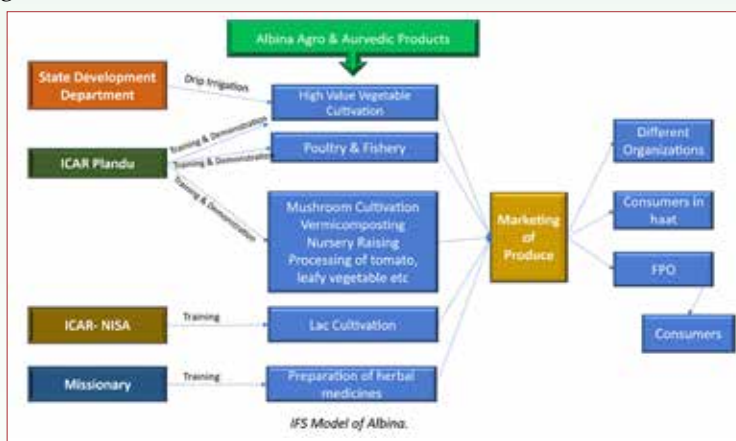 Albina Agro & Aurvedic Products
State Development
Department
Drip Irrigation
High Value Vegetable
Cultivation
Training & Demonstration
ICAR Plandu
Training & Demonstration
Poultry & Fishery
Training & Demonstration
Mushroom Cultivation
Vermicomposting
Nursery Raising
Processing of tomato,
leafy vegetable etc
Marketing
of
Produce
Different
Organizations
Consumers in
haat
FPO
Consumers
ICAR- NISA
Training
Lac Cultivation
Missionary
Training
Preparation of herbal
medicines
IFS Model of Albina.